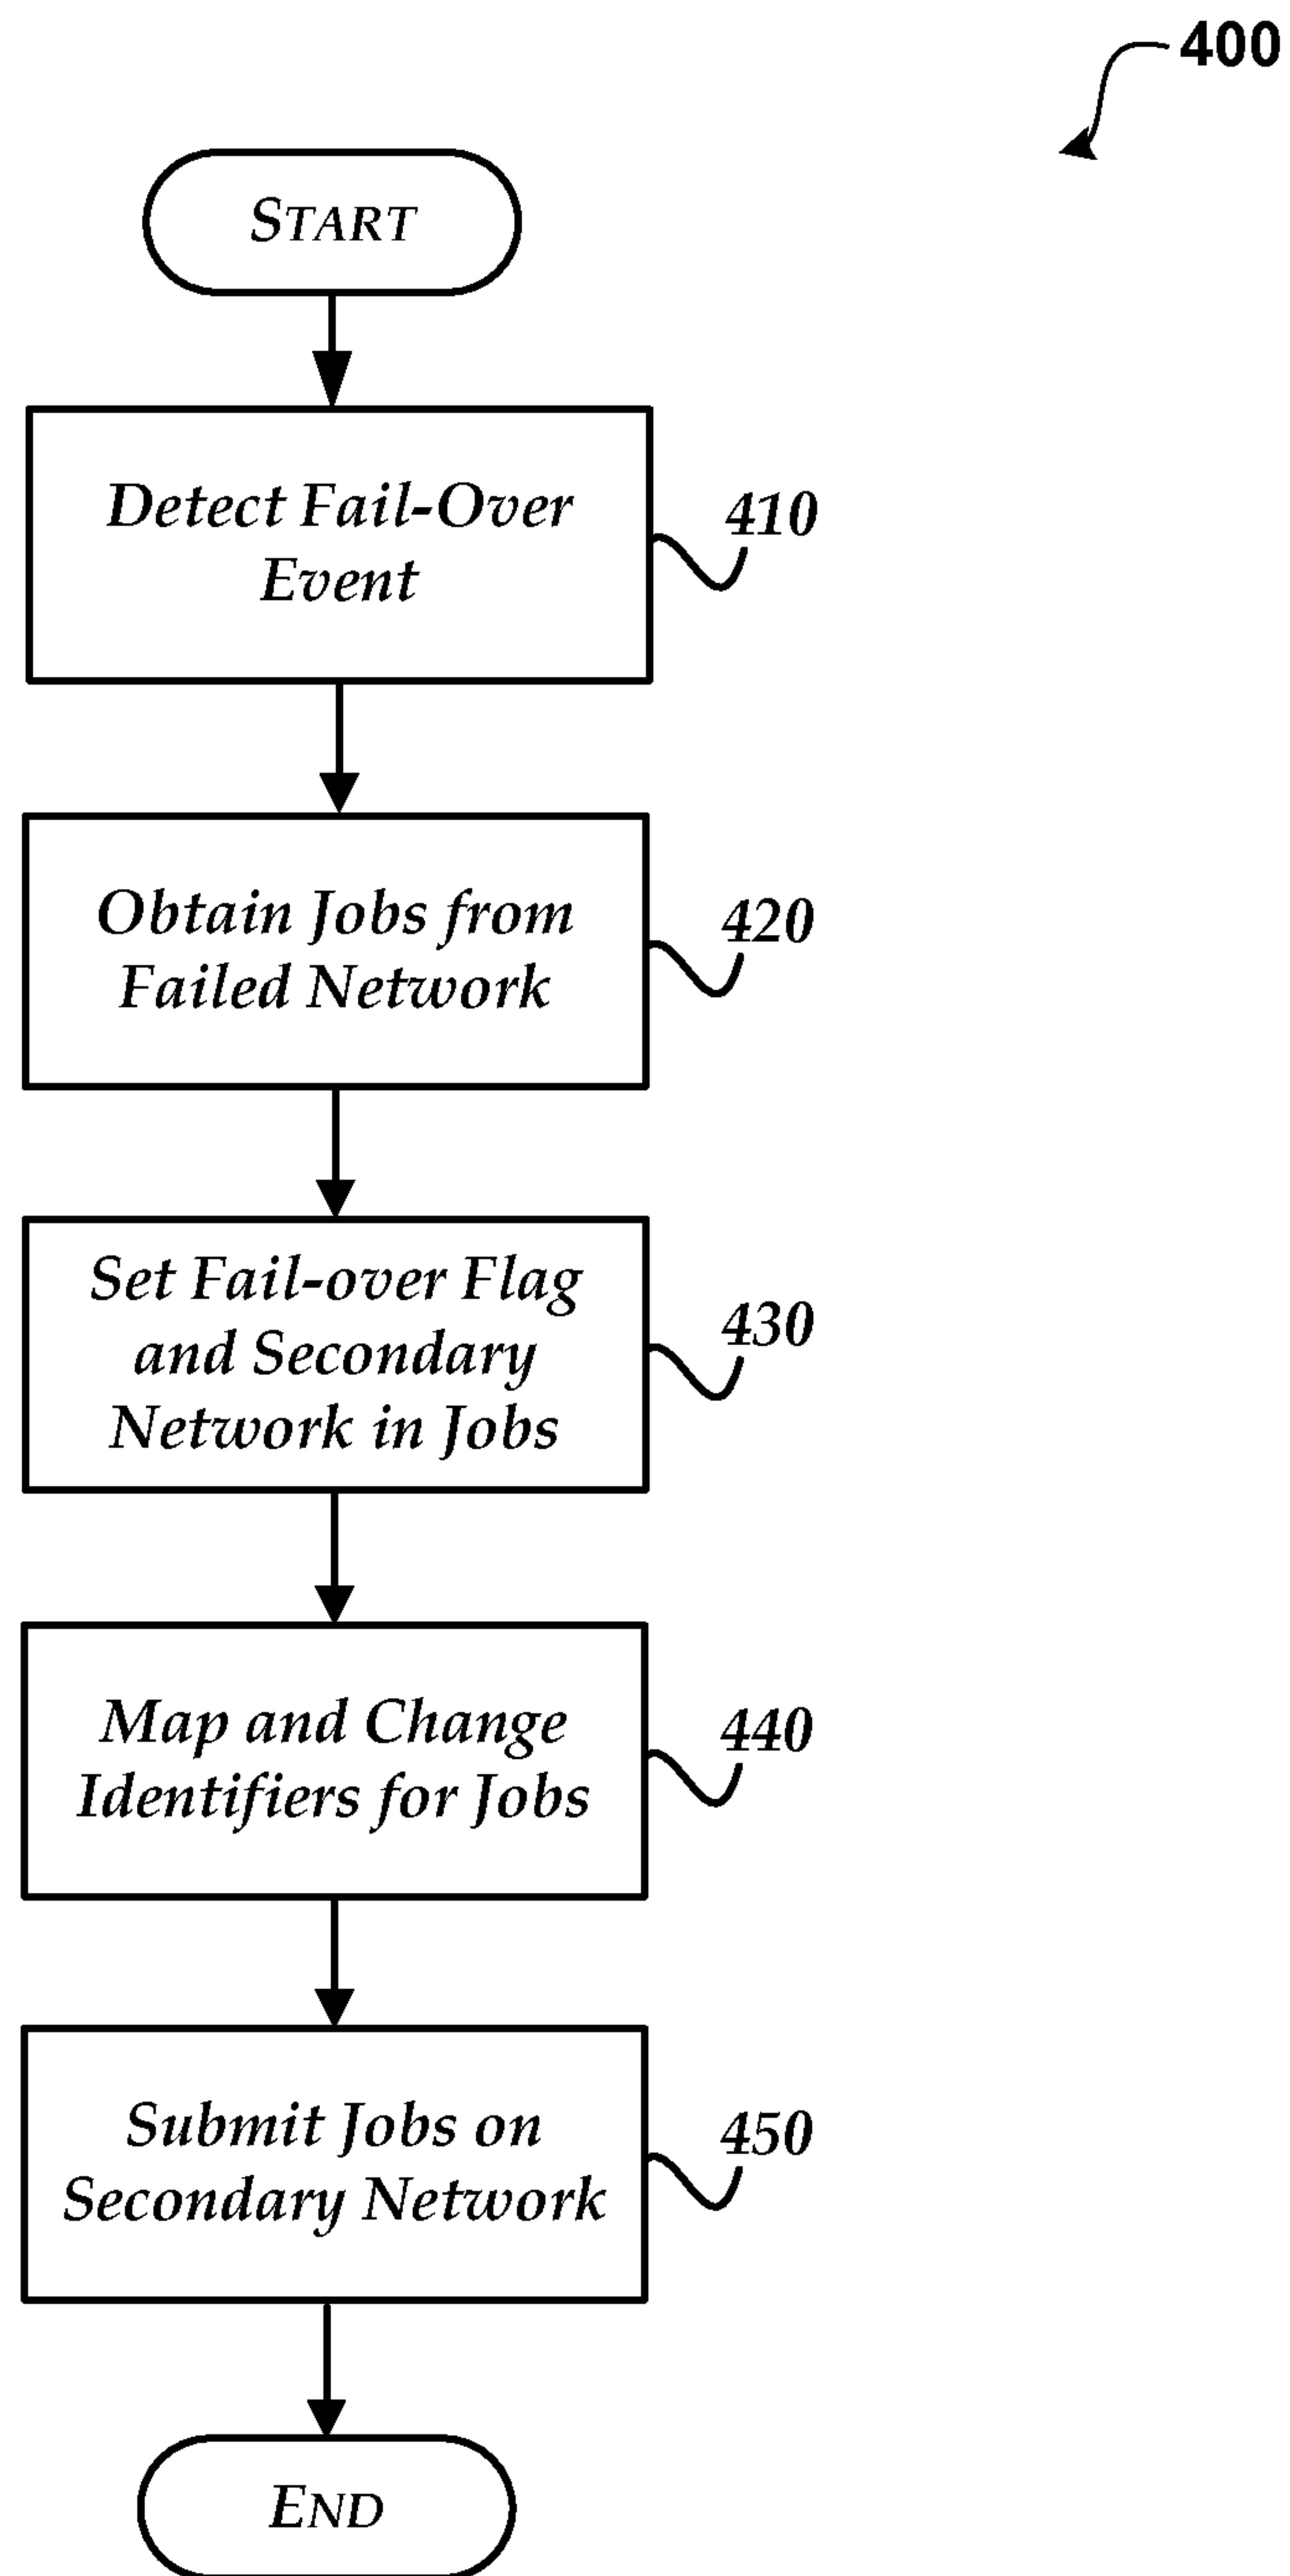 400
START
Detect Fail-Over
Event
410
Obtain Jobs from
Failed Network
420
Set Fail-over Flag
and Secondary
Network in Jobs
430
Map and Change
Identifiers for Jobs
440
Submit Jobs on
Secondary Network
450
END